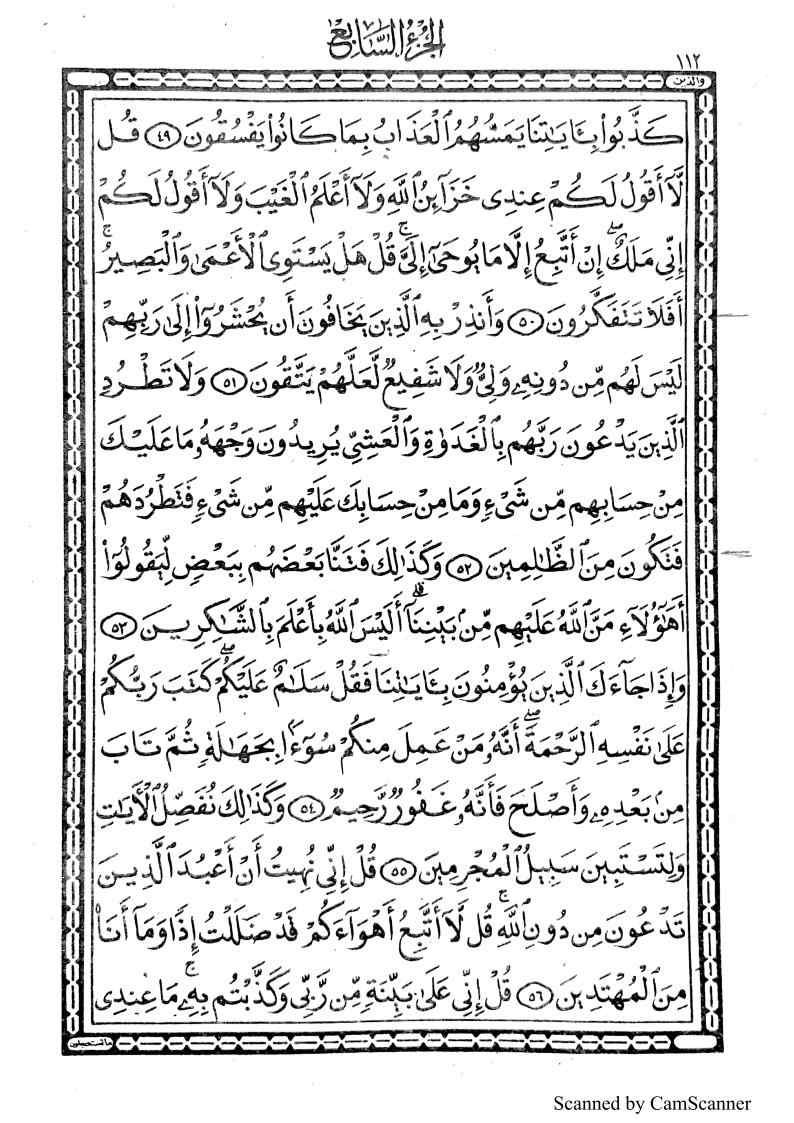 الجزء السابع
١١٢
والذين
كَذَّبُوا۟ بِـَٔايَـٰتِنَا يَمَسُّهُمُ ٱلْعَذَابُ بِمَا كَانُوا۟ يَفْسُقُونَ ٤٩ قُل
لَّآ أَقُولُ لَكُمْ عِندِى خَزَآئِنُ ٱللَّهِ وَلَآ أَعْلَمُ ٱلْغَيْبَ وَلَآ أَقُولُ لَكُمْ
إِنِّى مَلَكٌ ۖ إِنْ أَتَّبِعُ إِلَّا مَا يُوحَىٰٓ إِلَىَّ ۚ قُلْ هَلْ يَسْتَوِى ٱلْأَعْمَىٰ وَٱلْبَصِيرُ ۚ
أَفَلَا تَتَفَكَّرُونَ ٥٠ وَأَنذِرْ بِهِ ٱلَّذِينَ يَخَافُونَ أَن يُحْشَرُوٓا۟ إِلَىٰ رَبِّهِمْ
لَيْسَ لَهُم مِّن دُونِهِۦ وَلِىٌّ وَلَا شَفِيعٌ لَّعَلَّهُمْ يَتَّقُونَ ٥١ وَلَا تَطْرُدِ
ٱلَّذِينَ يَدْعُونَ رَبَّهُم بِٱلْغَدَوٰةِ وَٱلْعَشِىِّ يُرِيدُونَ وَجْهَهُۥ مَا عَلَيْكَ
مِنْ حِسَابِهِم مِّن شَىْءٍ وَمَا مِنْ حِسَابِكَ عَلَيْهِم مِّن شَىْءٍ فَتَطْرُدَهُمْ
فَتَكُونَ مِنَ ٱلظَّـٰلِمِينَ ٥٢ وَكَذَٰلِكَ فَتَنَّا بَعْضَهُم بِبَعْضٍ لِّيَقُولُوٓا۟
أَهَـٰٓؤُلَآءِ مَنَّ ٱللَّهُ عَلَيْهِم مِّنۢ بَيْنِنَآ ۗ أَلَيْسَ ٱللَّهُ بِأَعْلَمَ بِٱلشَّـٰكِرِينَ ٥٣
وَإِذَا جَآءَكَ ٱلَّذِينَ يُؤْمِنُونَ بِـَٔايَـٰتِنَا فَقُلْ سَلَـٰمٌ عَلَيْكُمْ ۖ كَتَبَ رَبُّكُمْ
عَلَىٰ نَفْسِهِ ٱلرَّحْمَةَ ۖ أَنَّهُۥ مَنْ عَمِلَ مِنكُمْ سُوٓءًۢا بِجَهَـٰلَةٍ ثُمَّ تَابَ
مِنۢ بَعْدِهِۦ وَأَصْلَحَ فَأَنَّهُۥ غَفُورٌ رَّحِيمٌ ٥٤ وَكَذَٰلِكَ نُفَصِّلُ ٱلْـَٔايَـٰتِ
وَلِتَسْتَبِينَ سَبِيلُ ٱلْمُجْرِمِينَ ٥٥ قُلْ إِنِّى نُهِيتُ أَنْ أَعْبُدَ ٱلَّذِينَ
تَدْعُونَ مِن دُونِ ٱللَّهِ ۚ قُل لَّآ أَتَّبِعُ أَهْوَآءَكُمْ ۙ قَدْ ضَلَلْتُ إِذًا وَمَآ أَنَا۠
مِنَ ٱلْمُهْتَدِينَ ٥٦ قُلْ إِنِّى عَلَىٰ بَيِّنَةٍ مِّن رَّبِّى وَكَذَّبْتُم بِهِۦ ۚ مَا عِندِى
ما تستعجلون
Scanned by CamScanner